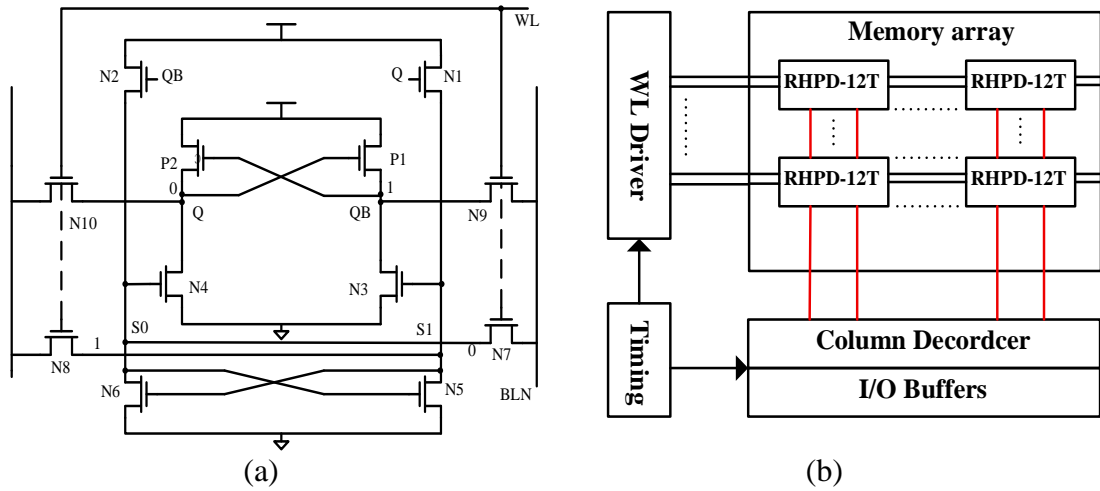 WL
N2
QB
Q
N1
P2
P1
0
1
Q
QB
N10
N9
N4
N3
S0
S1
N8
1
0
N7
N6
N5
BLN
(a)
WL Driver
Timing
Memory array
RHPD-12T
RHPD-12T
RHPD-12T
RHPD-12T
Column Decordcer
I/O Buffers
(b)